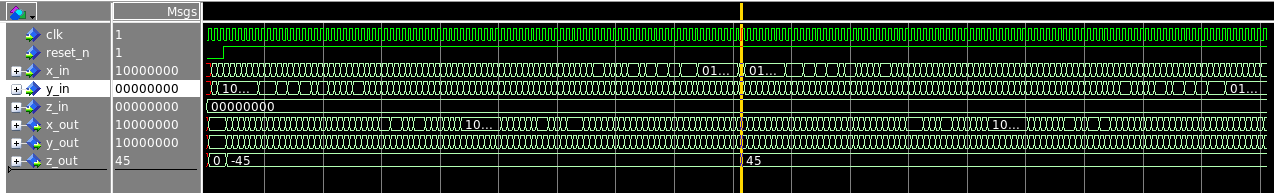 Msgs
clk 1
reset_n 1
x_in 10000000 01... 01...
y_in 00000000 10... 01...
z_in 00000000 00000000
x_out 10000000 10... 10...
y_out 10000000
z_out 45 0 -45 45